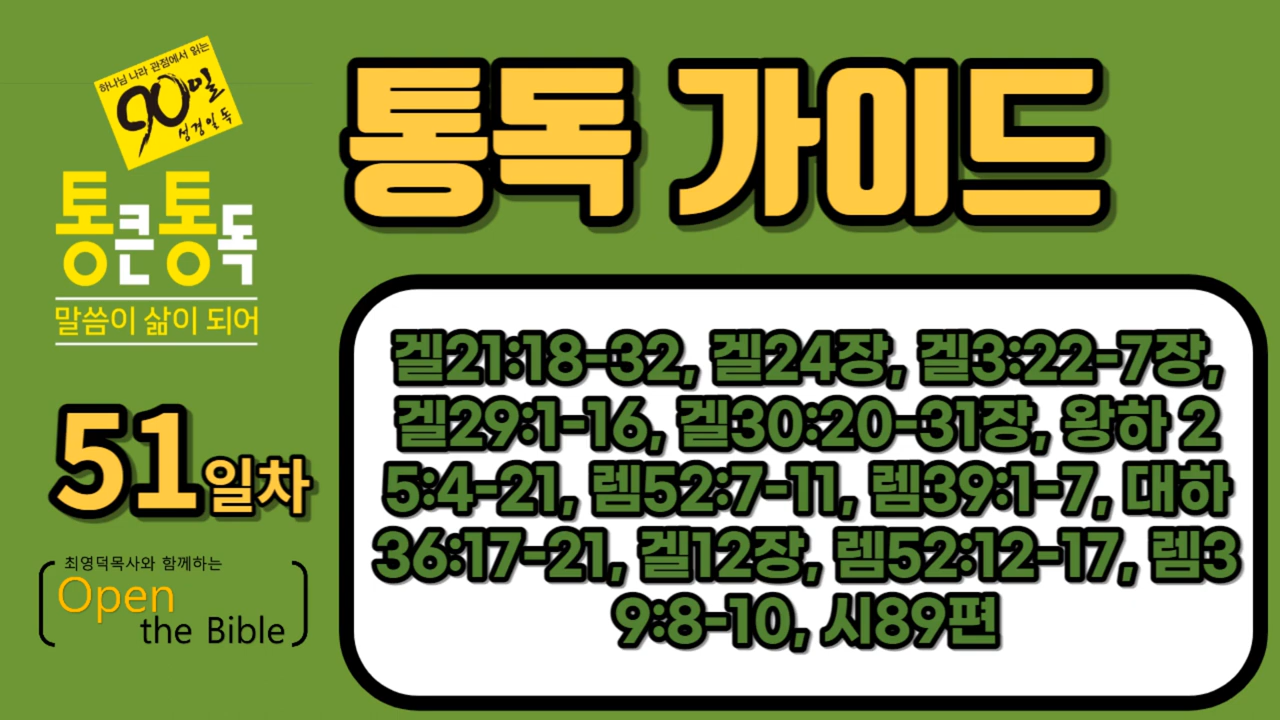 하나님 나라 관점에서 읽는
90일
성경일독
통큰통독
말씀이 삶이 되어
51일차
최영덕목사와 함께하는
Open
the Bible
통독 가이드
겔21:18-32, 겔24장, 겔3:22-7장,
겔29:1-16, 겔30:20-31장, 왕하 2
5:4-21, 렘52:7-11, 렘39:1-7, 대하
36:17-21, 겔12장, 렘52:12-17, 렘3
9:8-10, 시89편